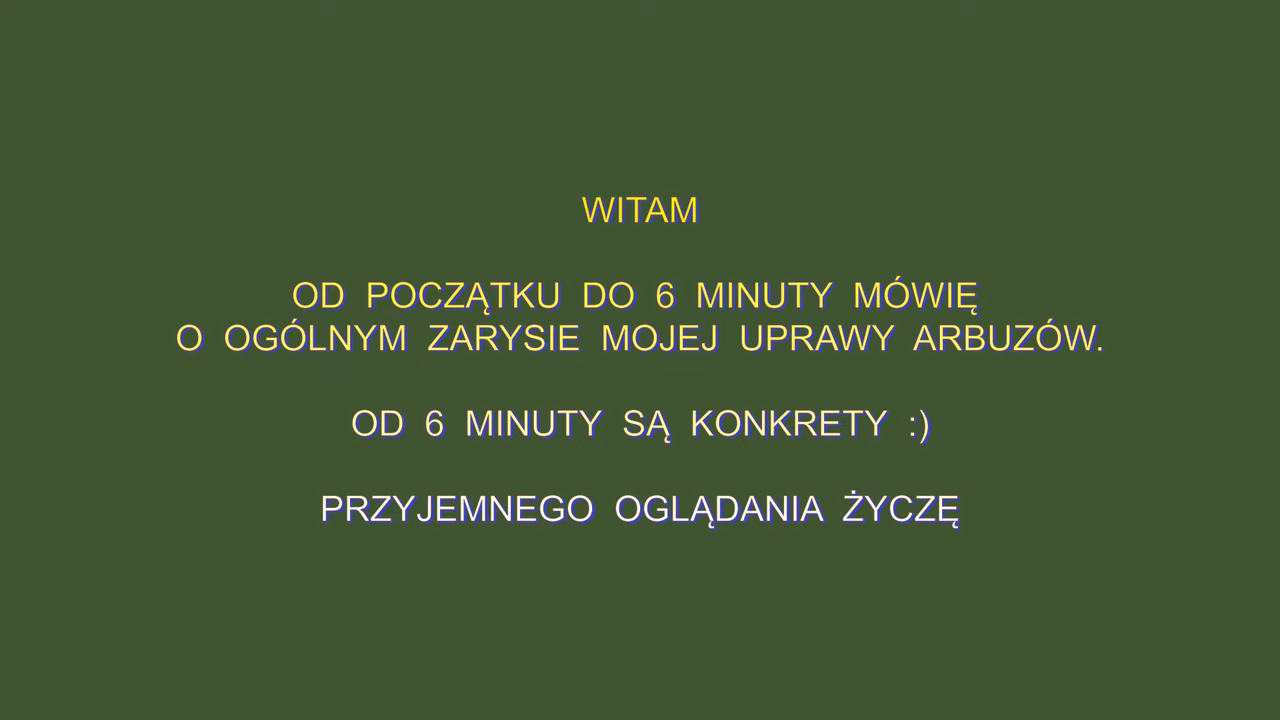 WITAM
OD POCZĄTKU DO 6 MINUTY MÓWIĘ
O OGÓLNYM ZARYSIE MOJEJ UPRAWY ARBUZÓW.
OD 6 MINUTY SĄ KONKRETY :)
PRZYJEMNEGO OGLĄDANIA ŻYCZĘ